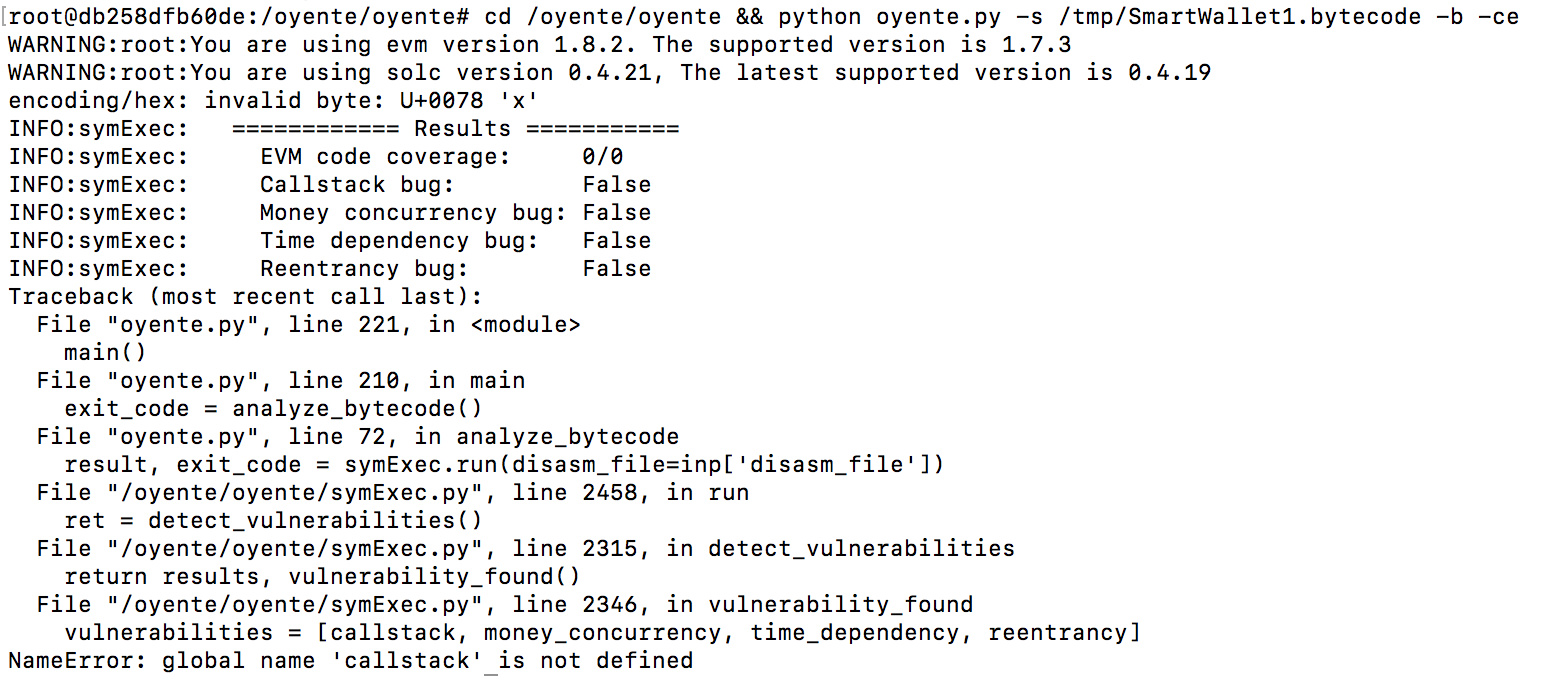 [root@db258dfb60de:/oyente/oyente# cd /oyente/oyente && python oyente.py -s /tmp/SmartWallet1.bytecode -b -ce
WARNING:root:You are using evm version 1.8.2. The supported version is 1.7.3
WARNING:root:You are using solc version 0.4.21, The latest supported version is 0.4.19
encoding/hex: invalid byte: U+0078 'x'
INFO:symExec:   ============ Results ===========
INFO:symExec:     EVM code coverage:     0/0
INFO:symExec:     Callstack bug:         False
INFO:symExec:     Money concurrency bug: False
INFO:symExec:     Time dependency bug:   False
INFO:symExec:     Reentrancy bug:        False
Traceback (most recent call last):
  File "oyente.py", line 221, in <module>
    main()
  File "oyente.py", line 210, in main
    exit_code = analyze_bytecode()
  File "oyente.py", line 72, in analyze_bytecode
    result, exit_code = symExec.run(disasm_file=inp['disasm_file'])
  File "/oyente/oyente/symExec.py", line 2458, in run
    ret = detect_vulnerabilities()
  File "/oyente/oyente/symExec.py", line 2315, in detect_vulnerabilities
    return results, vulnerability_found()
  File "/oyente/oyente/symExec.py", line 2346, in vulnerability_found
    vulnerabilities = [callstack, money_concurrency, time_dependency, reentrancy]
NameError: global name 'callstack' is not defined